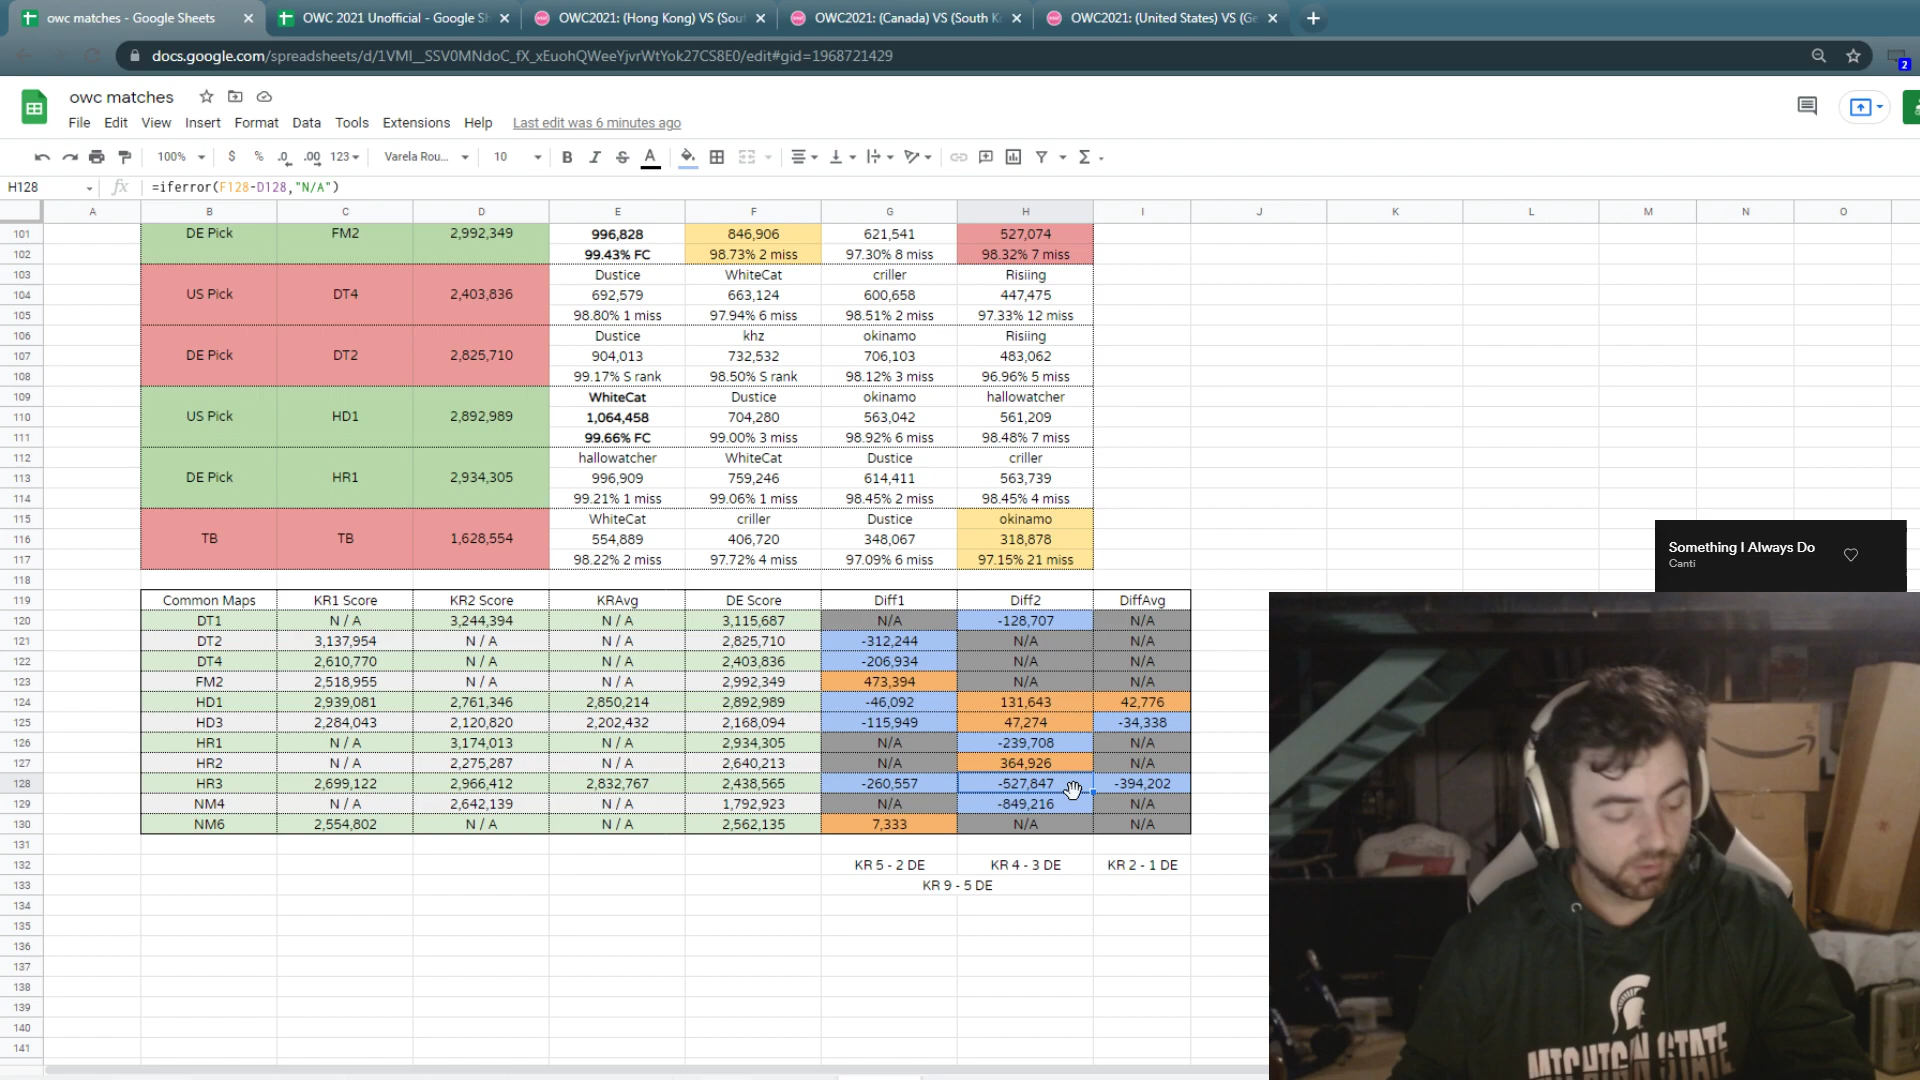 owc matches - Google Sheets
OWC 2021 Unofficial - Google Sh
OWC2021: (Hong Kong) VS (Sou
OWC2021: (Canada) VS (South K
OWC2021: (United States) VS (Ge
docs.google.com/spreadsheets/d/1VMI__SSV0MNdoC_fX_xEuohQWeeYjvrWtYok27CS8E0/edit#gid=1968721429
2
owc matches
File Edit View Insert Format Data Tools Extensions Help Last edit was 6 minutes ago
100% $ % .0 .00 123 Varela Rou... 10 B I S A Σ
H128 fx =iferror(F128-D128,"N/A")
A B C D E F G H I J K L M N O
101 DE Pick FM2 2,992,349 996,828 846,906 621,541 527,074
102 99.43% FC 98.73% 2 miss 97.30% 8 miss 98.32% 7 miss
103 Dustice WhiteCat criller Risiing
104 US Pick DT4 2,403,836 692,579 663,124 600,658 447,475
105 98.80% 1 miss 97.94% 6 miss 98.51% 2 miss 97.33% 12 miss
106 Dustice khz okinamo Risiing
107 DE Pick DT2 2,825,710 904,013 732,532 706,103 483,062
108 99.17% S rank 98.50% S rank 98.12% 3 miss 96.96% 5 miss
109 WhiteCat Dustice okinamo hallowatcher
110 US Pick HD1 2,892,989 1,064,458 704,280 563,042 561,209
111 99.66% FC 99.00% 3 miss 98.92% 6 miss 98.48% 7 miss
112 hallowatcher WhiteCat Dustice criller
113 DE Pick HR1 2,934,305 996,909 759,246 614,411 563,739
114 99.21% 1 miss 99.06% 1 miss 98.45% 2 miss 98.45% 4 miss
115 WhiteCat criller Dustice okinamo
116 TB TB 1,628,554 554,889 406,720 348,067 318,878
117 98.22% 2 miss 97.72% 4 miss 97.09% 6 miss 97.15% 21 miss
118
119 Common Maps KR1 Score KR2 Score KRAvg DE Score Diff1 Diff2 DiffAvg
120 DT1 N / A 3,244,394 N / A 3,115,687 N/A -128,707 N/A
121 DT2 3,137,954 N / A N / A 2,825,710 -312,244 N/A N/A
122 DT4 2,610,770 N / A N / A 2,403,836 -206,934 N/A N/A
123 FM2 2,518,955 N / A N / A 2,992,349 473,394 N/A N/A
124 HD1 2,939,081 2,761,346 2,850,214 2,892,989 -46,092 131,643 42,776
125 HD3 2,284,043 2,120,820 2,202,432 2,168,094 -115,949 47,274 -34,338
126 HR1 N / A 3,174,013 N / A 2,934,305 N/A -239,708 N/A
127 HR2 N / A 2,275,287 N / A 2,640,213 N/A 364,926 N/A
128 HR3 2,699,122 2,966,412 2,832,767 2,438,565 -260,557 -527,847 -394,202
129 NM4 N / A 2,642,139 N / A 1,792,923 N/A -849,216 N/A
130 NM6 2,554,802 N / A N / A 2,562,135 7,333 N/A N/A
131
132 KR 5 - 2 DE KR 4 - 3 DE KR 2 - 1 DE
133 KR 9 - 5 DE
134
135
136
137
138
139
140
141
Something I Always Do
Canti
MICHIGAN STATE